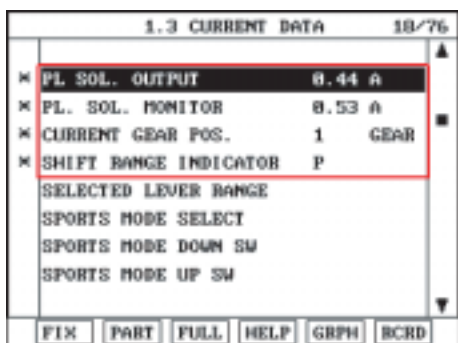 1.3 CURRENT DATA 18/76
× PL SOL. OUTPUT 0.44 A
× PL. SOL. MONITOR 0.53 A
× CURRENT GEAR POS. 1 GEAR
× SHIFT RANGE INDICATOR P
SELECTED LEVER RANGE
SPORTS MODE SELECT
SPORTS MODE DOWN SW
SPORTS MODE UP SW
FIX PART FULL HELP GRPH RCRD